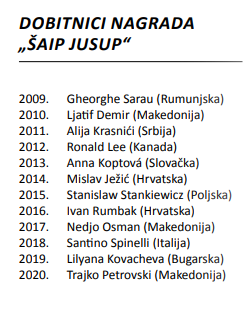 DOBITNICI NAGRADA
„ŠAIP JUSUP“
2009. Gheorghe Sarau (Rumunjska)
2010. Ljatif Demir (Makedonija)
2011. Alija Krasnići (Srbija)
2012. Ronald Lee (Kanada)
2013. Anna Koptová (Slovačka)
2014. Mislav Ježić (Hrvatska)
2015. Stanislaw Stankiewicz (Poljska)
2016. Ivan Rumbak (Hrvatska)
2017. Nedjo Osman (Makedonija)
2018. Santino Spinelli (Italija)
2019. Lilyana Kovacheva (Bugarska)
2020. Trajko Petrovski (Makedonija)